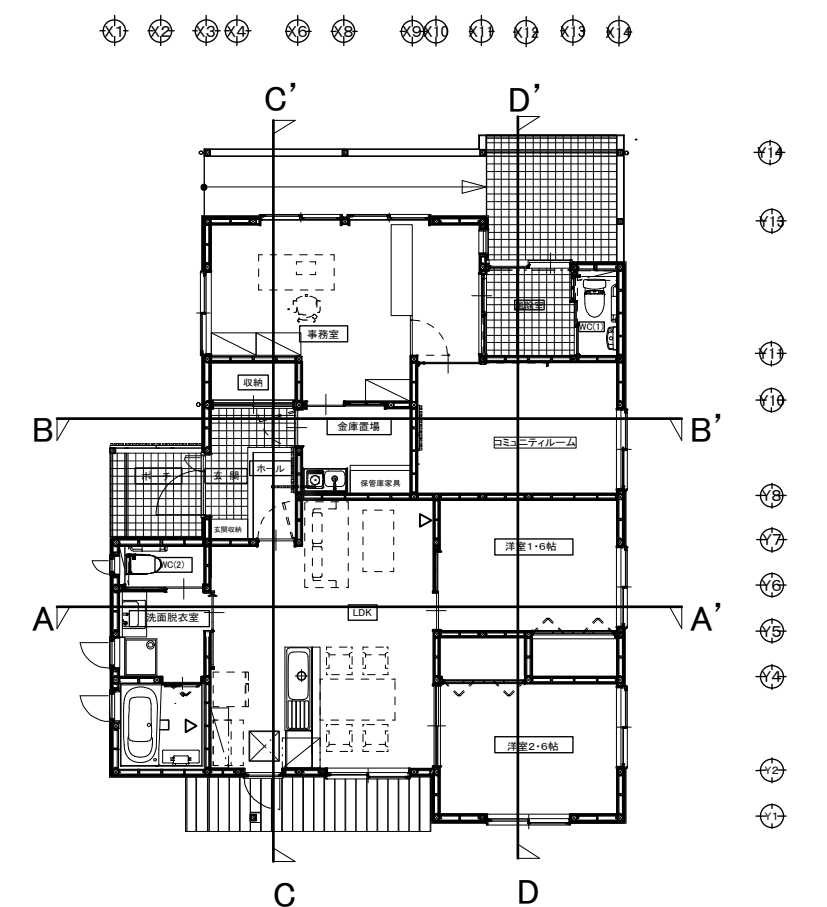 X1 X2 X3 X4 X6 X8 X9 X10 X11 X12 X13 X14
C’
D’
Y14
Y13
事務室
WC(1)
Y11
収納
Y10
B
金庫置場
コミュニティルーム
B’
ポーチ
玄関
ホール
保管庫家具
Y8
玄関収納
Y7
洋室1・6帖
WC(2)
Y6
A
洗面脱衣室
LDK
A’
Y5
Y4
洋室2・6帖
Y2
Y1
C
D